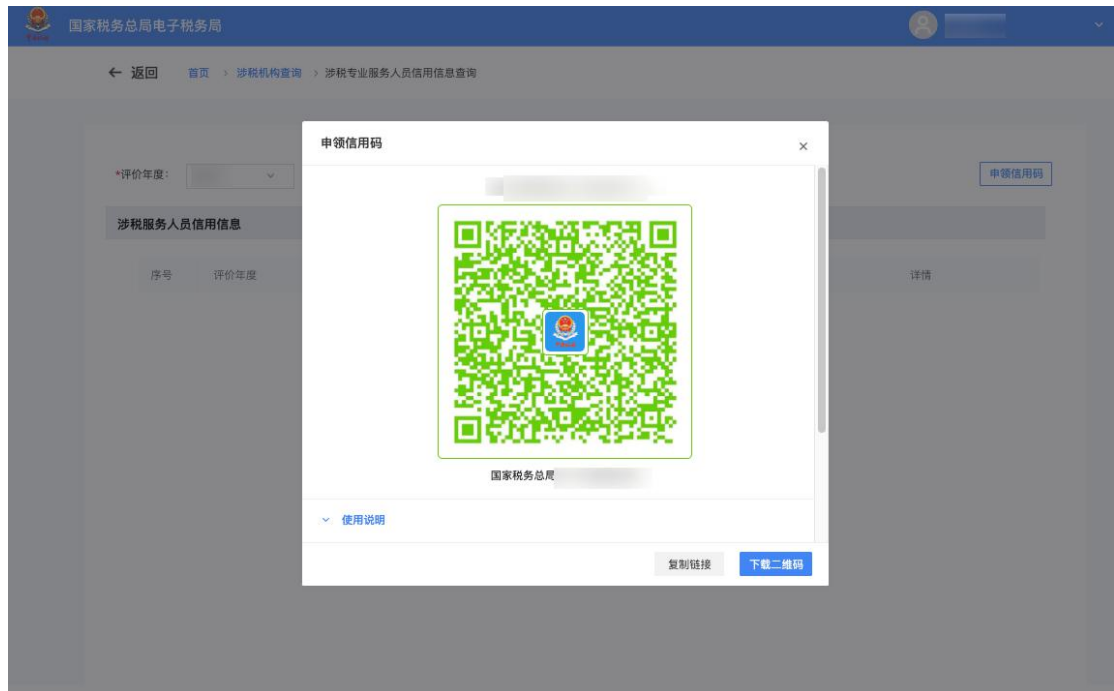 国家税务总局电子税务局
← 返回 首页 > 涉税机构查询 > 涉税专业服务人员信用信息查询
申领信用码 ×
*评价年度： 申领信用码
涉税服务人员信用信息
序号 评价年度 详情
国家税务总局
使用说明
复制链接 下载二维码